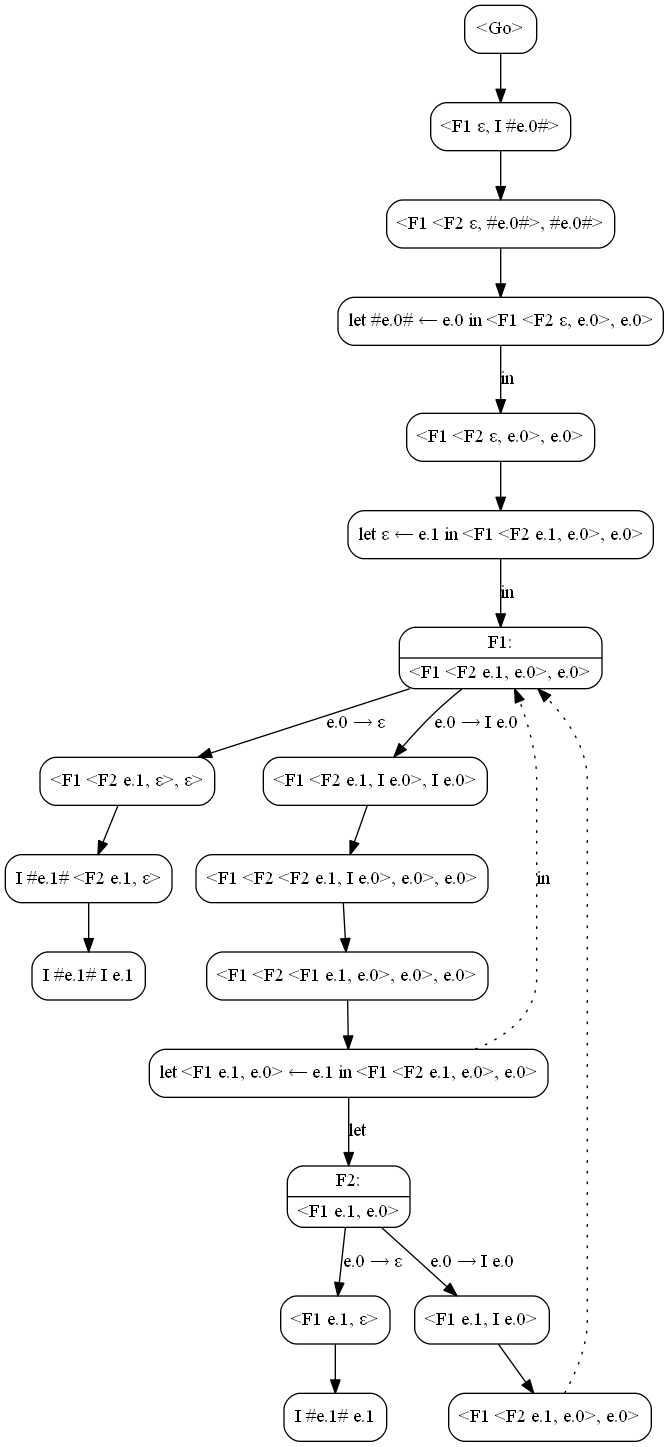 <Go>
<F1 ε, I #e.0#>
<F1 <F2 ε, #e.0#>, #e.0#>
let #e.0# ← e.0 in <F1 <F2 ε, e.0>, e.0>
in
<F1 <F2 ε, e.0>, e.0>
let ε ← e.1 in <F1 <F2 e.1, e.0>, e.0>
in
F1:
<F1 <F2 e.1, e.0>, e.0>
e.0 → ε
e.0 → I e.0
<F1 <F2 e.1, ε>, ε>
<F1 <F2 e.1, I e.0>, I e.0>
I #e.1# <F2 e.1, ε>
<F1 <F2 <F2 e.1, I e.0>, e.0>, e.0>
in
I #e.1# I e.1
<F1 <F2 <F1 e.1, e.0>, e.0>, e.0>
let <F1 e.1, e.0> ← e.1 in <F1 <F2 e.1, e.0>, e.0>
let
F2:
<F1 e.1, e.0>
e.0 → ε
e.0 → I e.0
<F1 e.1, ε>
<F1 e.1, I e.0>
I #e.1# e.1
<F1 <F2 e.1, e.0>, e.0>